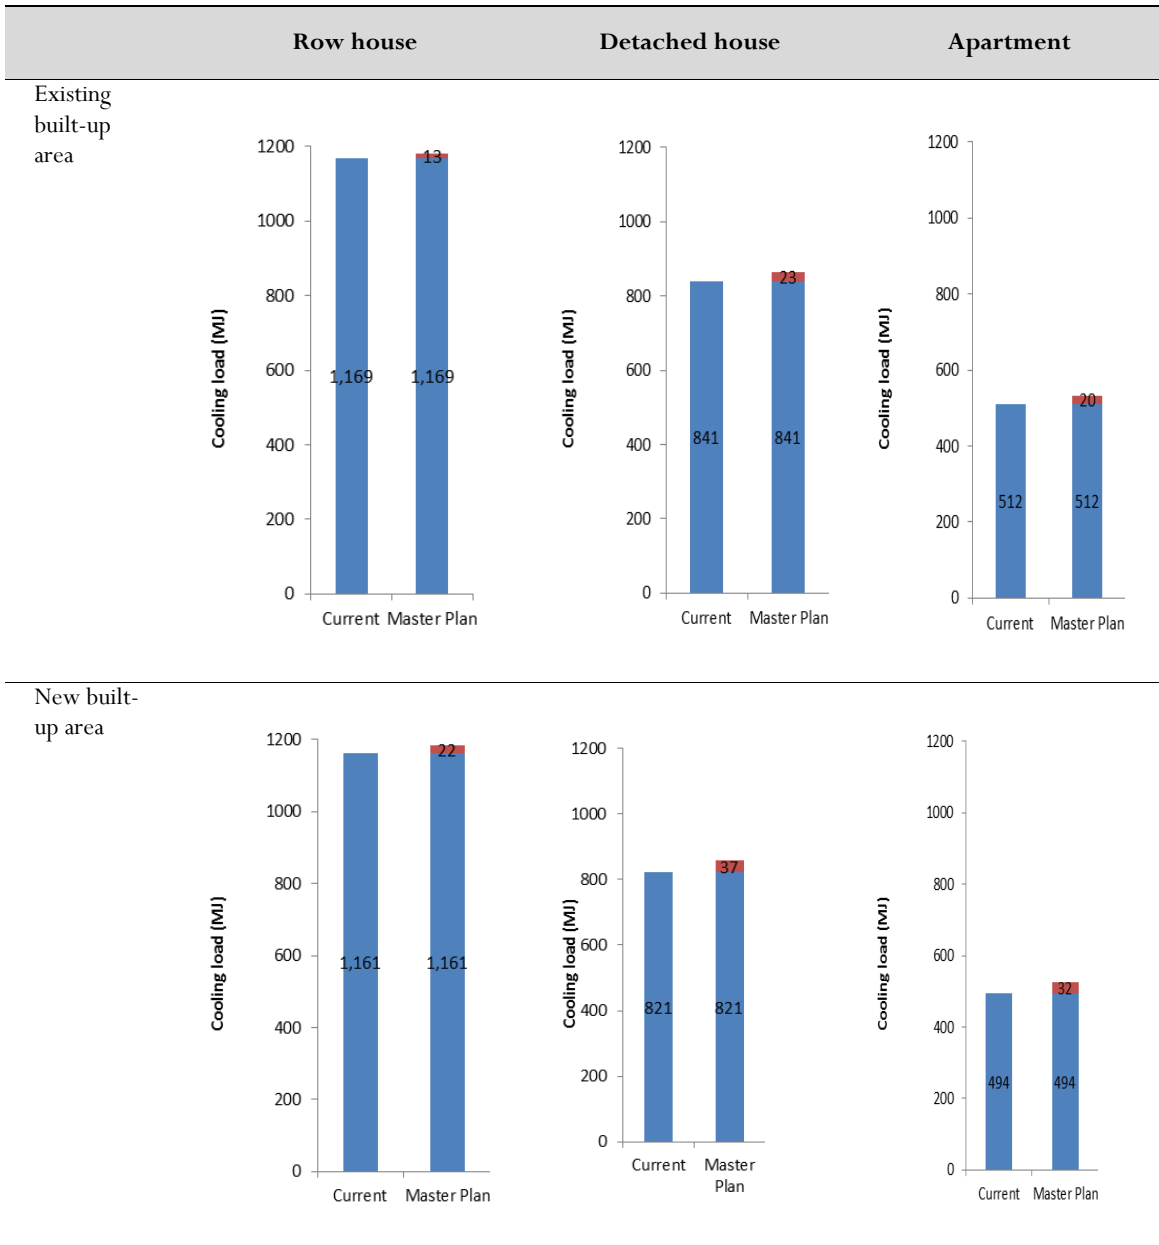 Row house
Detached house
Apartment
Existing
built-up
area
1200
1000
800
600
400
200
0
Cooling load (MJ)
1,169
13
1,169
Current
Master Plan
1200
1000
800
600
400
200
0
Cooling load (MJ)
841
23
841
Current
Master Plan
1200
1000
800
600
400
200
0
Cooling load (MJ)
512
20
512
Current
Master Plan
New built-
up area
1200
1000
800
600
400
200
0
Cooling load (MJ)
1,161
22
1,161
Current
Master Plan
1200
1000
800
600
400
200
0
Cooling load (MJ)
821
37
821
Current
Master
Plan
1200
1000
800
600
400
200
0
Cooling load (MJ)
494
32
494
Current
Master Plan